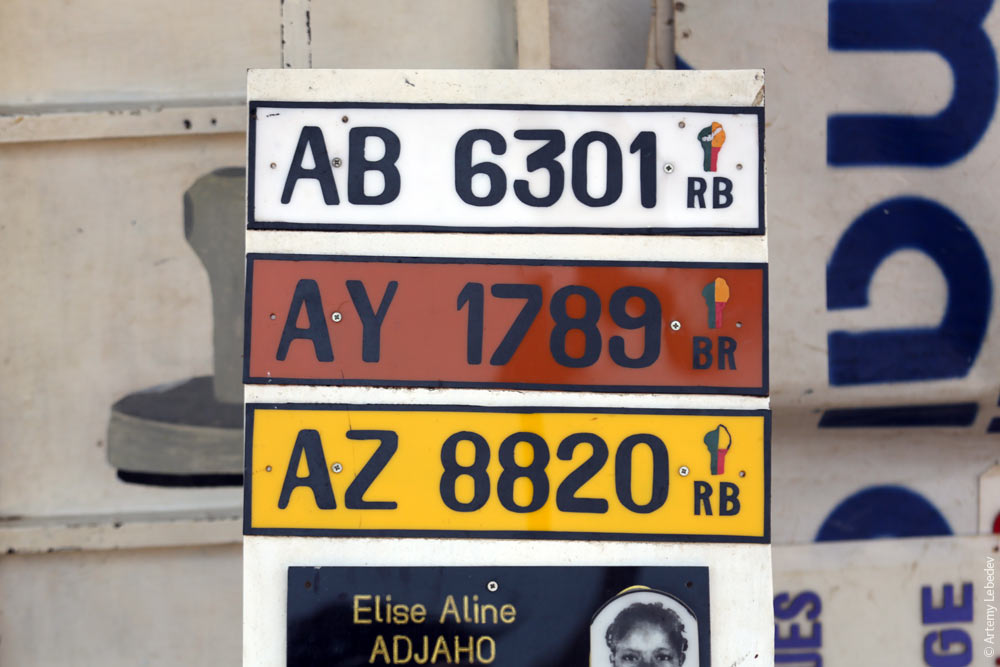 AB 6301 RB
AY 1789 BR
AZ 8820 RB
Elise Aline
ADJAHO
© Artemy Lebedev